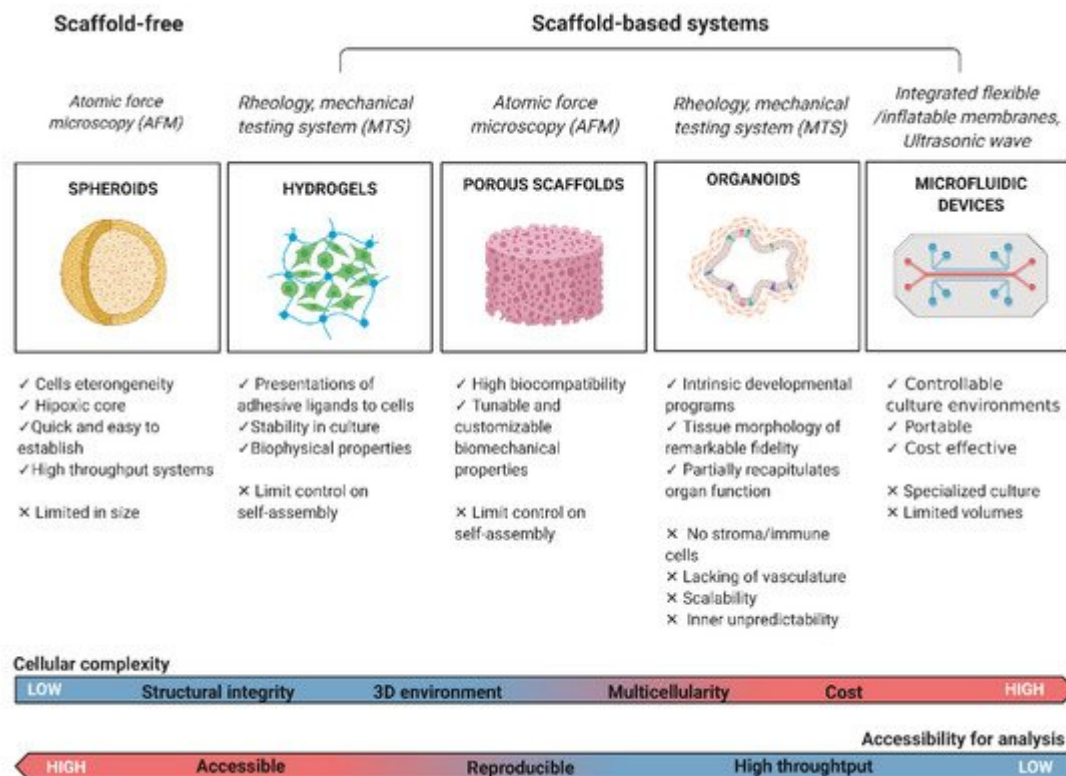 Scaffold-free
Scaffold-based systems
Atomic force
microscopy (AFM)
Rheology, mechanical
testing system (MTS)
Atomic force
microscopy (AFM)
Rheology, mechanical
testing system (MTS)
Integrated flexible
/inflatable membranes,
Ultrasonic wave
SPHEROIDS
HYDROGELS
POROUS SCAFFOLDS
ORGANOIDS
MICROFLUIDIC
DEVICES
✓ Cells eterongeneity
✓ Hipoxic core
✓Quick and easy to
establish
✓High throughput systems
✕ Limited in size
✓ Presentations of
adhesive ligands to cells
✓Stability in culture
✓Biophysical properties
✕ Limit control on
self-assembly
✓ High biocompatibility
✓ Tunable and
customizable
biomechanical
properties
✕ Limit control on
self-assembly
✓ Intrinsic developmental
programs
✓ Tissue morphology of
remarkable fidelity
✓ Partially recapitulates
organ function
✕ No stroma/immune
cells
✕ Lacking of vasculature
✕ Scalability
✕ Inner unpredictability
✓ Controllable
culture environments
✓ Portable
✓ Cost effective
✕ Specialized culture
✕ Limited volumes
Cellular complexity
LOW Structural integrity 3D environment Multicellularity Cost HIGH
Accessibility for analysis
HIGH Accessible Reproducible High throughtput LOW